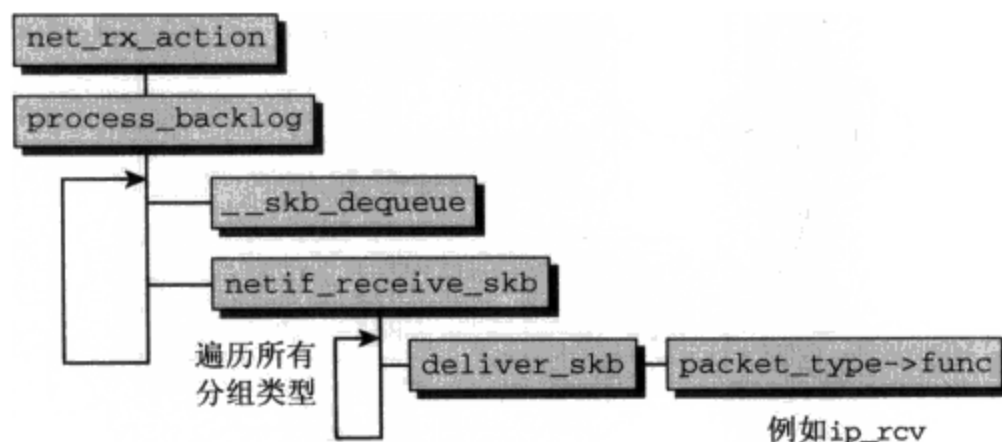 net_rx_action
process_backlog
__skb_dequeue
netif_receive_skb
遍历所有
分组类型
deliver_skb
packet_type->func
例如ip_rcv